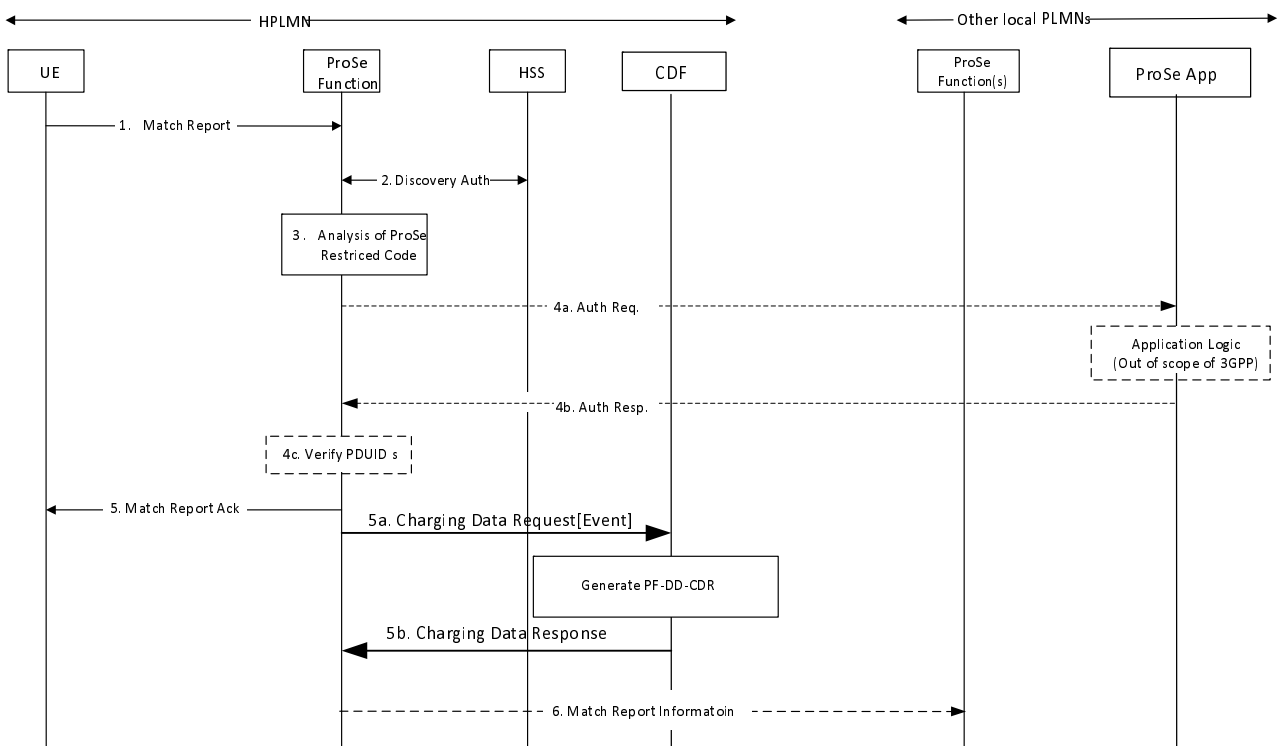 HPLMN
Other local PLMNs
UE
ProSe
Function
HSS
CDF
ProSe
Function(s)
ProSe App
1. Match Report
2. Discovery Auth
3. Analysis of ProSe
Restriced Code
4a. Auth Req.
Application Logic
(Out of scope of 3GPP)
4b. Auth Resp.
4c. Verify PDUID s
5. Match Report Ack
5a. Charging Data Request[Event]
Generate PF-DD-CDR
5b. Charging Data Response
6. Match Report Informatoin